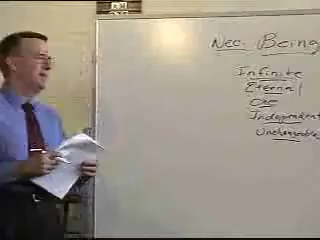 Nec. Being
Infinite
Eternal
One
Independent
Unchangeable